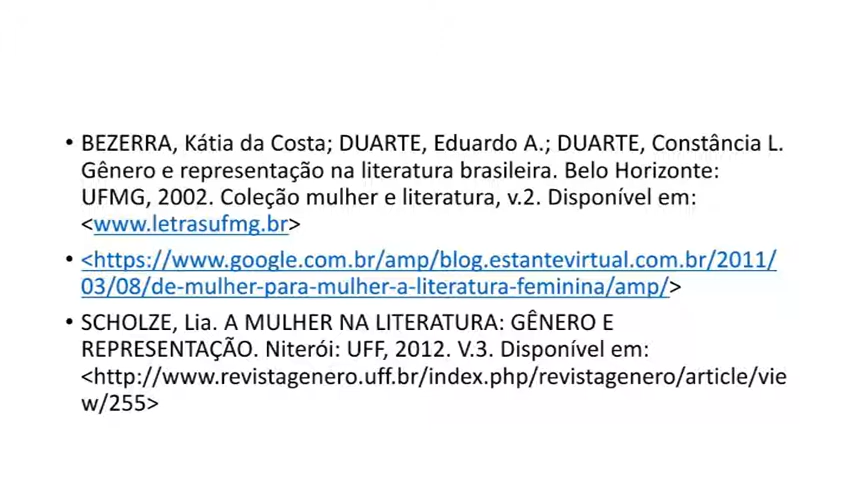 • BEZERRA, Kátia da Costa; DUARTE, Eduardo A.; DUARTE, Constância L.
Gênero e representação na literatura brasileira. Belo Horizonte:
UFMG, 2002. Coleção mulher e literatura, v.2. Disponível em:
<www.letrasufmg.br>
• <https://www.google.com.br/amp/blog.estantevirtual.com.br/2011/
03/08/de-mulher-para-mulher-a-literatura-feminina/amp/>
• SCHOLZE, Lia. A MULHER NA LITERATURA: GÊNERO E
REPRESENTAÇÃO. Niterói: UFF, 2012. V.3. Disponível em:
<http://www.revistagenero.uff.br/index.php/revistagenero/article/vie
w/255>